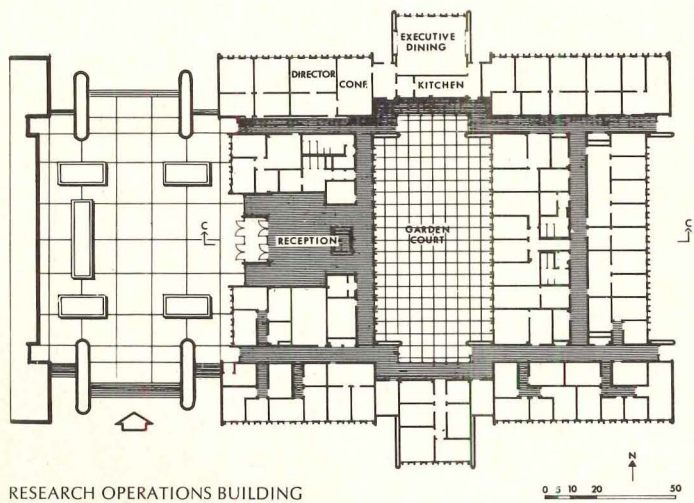 EXECUTIVE
DINING
DIRECTOR
CONF.
KITCHEN
C
RECEPTION
GARDEN
COURT
C
N
RESEARCH OPERATIONS BUILDING
0 5 10 20 50